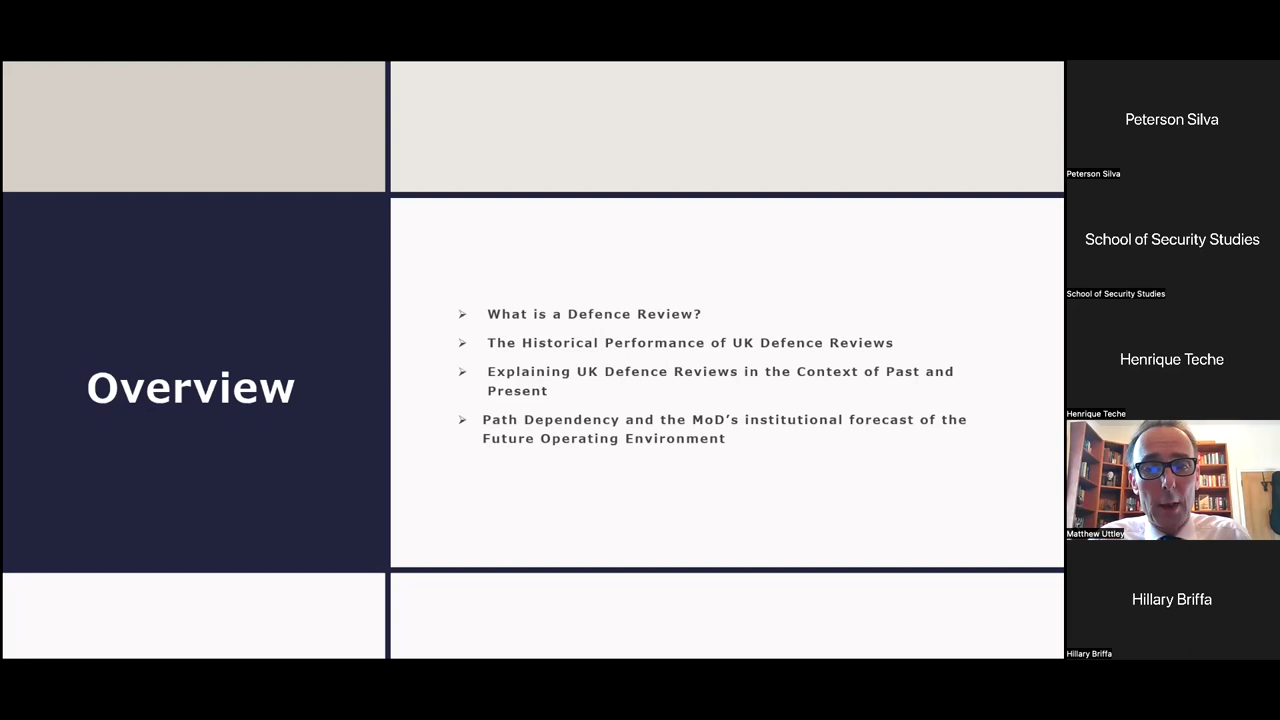 Overview
➢ What is a Defence Review?
➢ The Historical Performance of UK Defence Reviews
➢ Explaining UK Defence Reviews in the Context of Past and
Present
➢ Path Dependency and the MoD’s institutional forecast of the
Future Operating Environment
Peterson Silva
Peterson Silva
School of Security Studies
School of Security Studies
Henrique Teche
Henrique Teche
Matthew Uttley
Hillary Briffa
Hillary Briffa